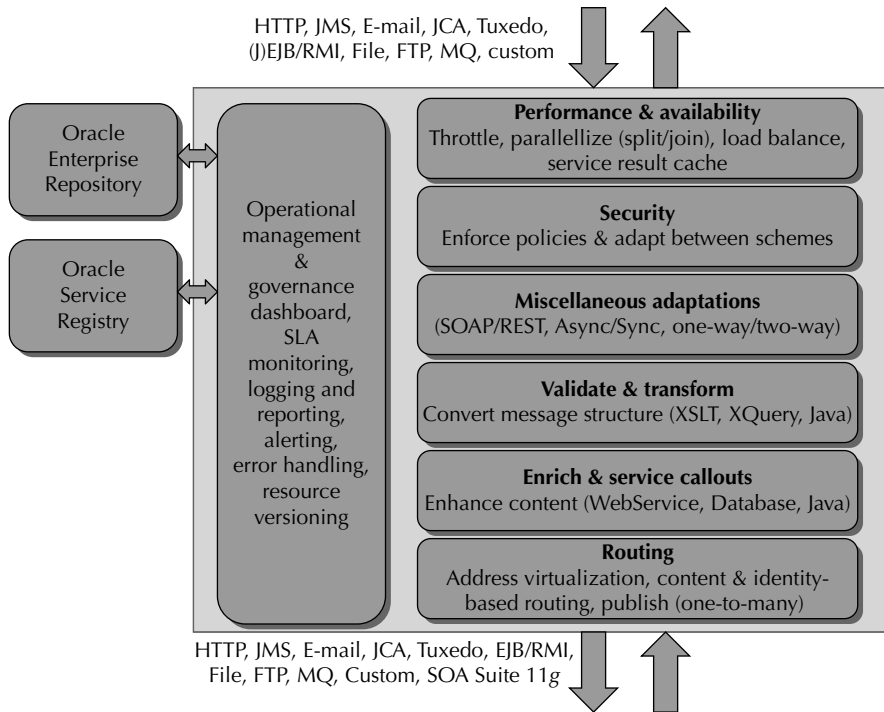 HTTP, JMS, E-mail, JCA, Tuxedo,
(J)EJB/RMI, File, FTP, MQ, custom
Oracle
Enterprise
Repository
Oracle
Service
Registry
Operational
management
&
governance
dashboard,
SLA
monitoring,
logging and
reporting,
alerting,
error handling,
resource
versioning
Performance & availability
Throttle, parallellize (split/join), load balance,
service result cache
Security
Enforce policies & adapt between schemes
Miscellaneous adaptations
(SOAP/REST, Async/Sync, one-way/two-way)
Validate & transform
Convert message structure (XSLT, XQuery, Java)
Enrich & service callouts
Enhance content (WebService, Database, Java)
Routing
Address virtualization, content & identity-
based routing, publish (one-to-many)
HTTP, JMS, E-mail, JCA, Tuxedo, EJB/RMI,
File, FTP, MQ, Custom, SOA Suite 11g